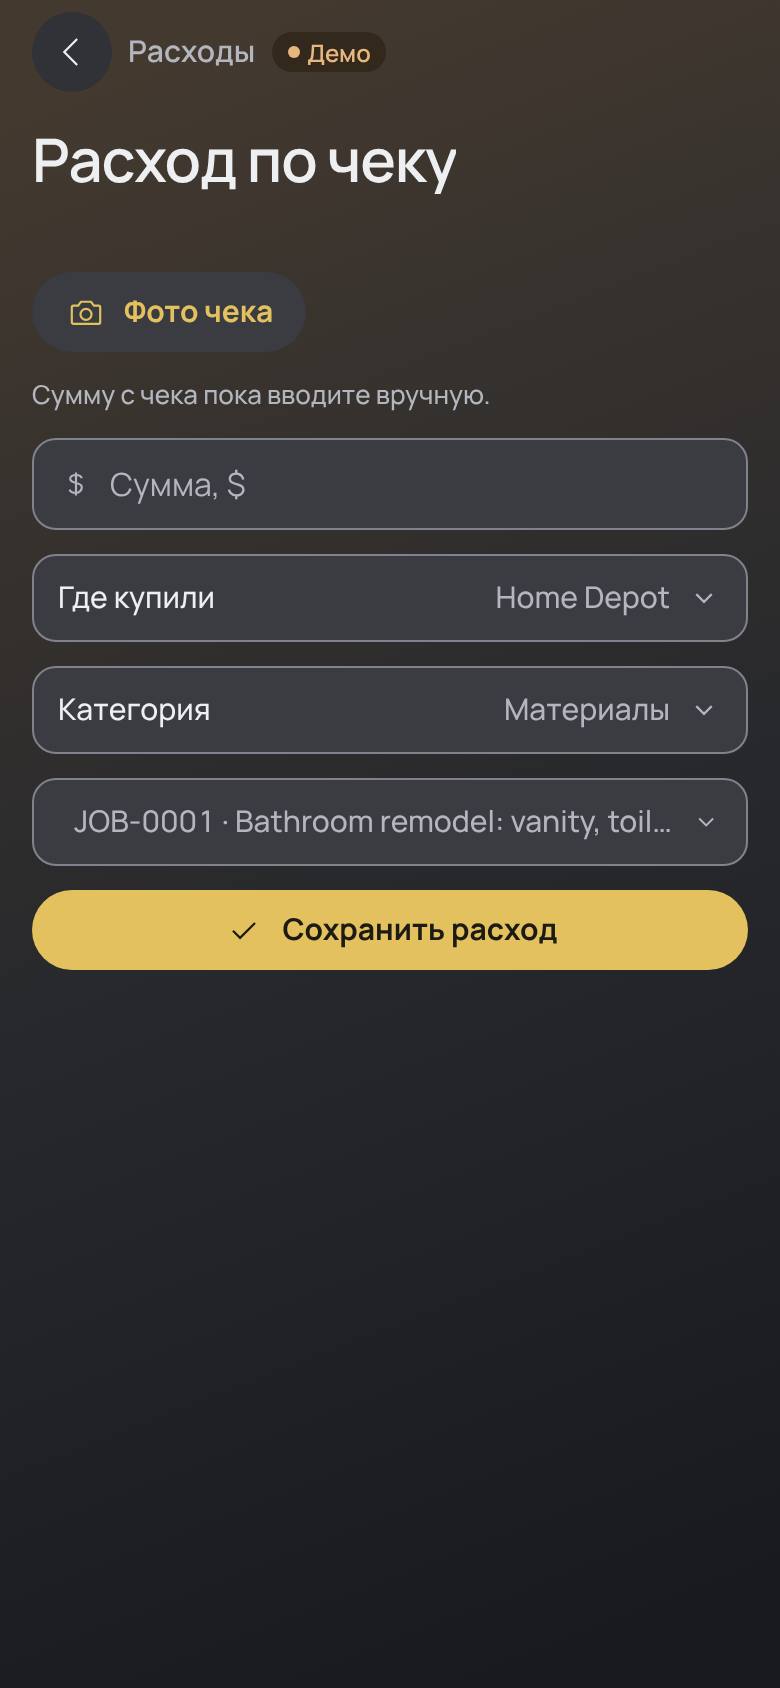 Расходы
Демо
Расход по чеку
Фото чека
Сумму с чека пока вводите вручную.
$ Сумма, $
Где купили Home Depot
Категория Материалы
JOB-0001 · Bathroom remodel: vanity, toil...
Сохранить расход